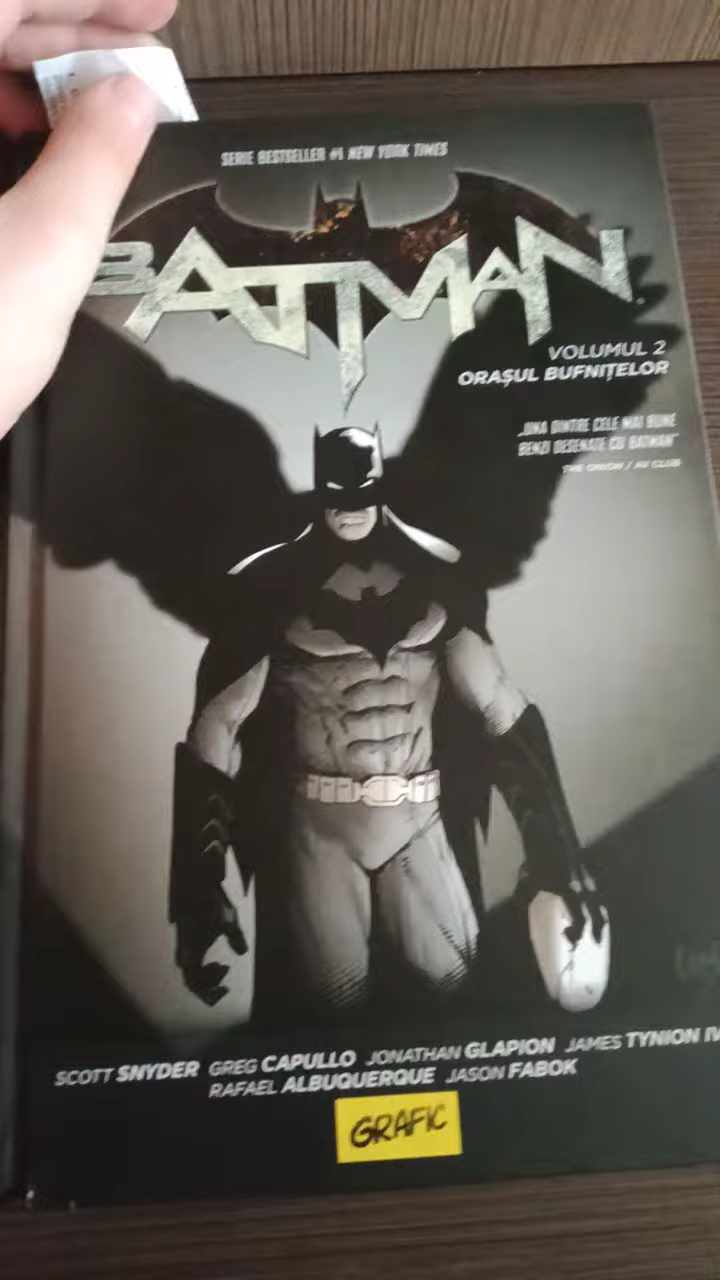 SERIE BESTSELLER #1 NEW YORK TIMES
BATMAN
VOLUMUL 2
ORAȘUL BUFNIȚELOR
„UNA DINTRE CELE MAI BUNE
BENZI DESENATE CU BATMAN”
THE ONION / AV CLUB
SCOTT SNYDER GREG CAPULLO JONATHAN GLAPION JAMES TYNION IV
RAFAEL ALBUQUERQUE JASON FABOK
GRAFIC